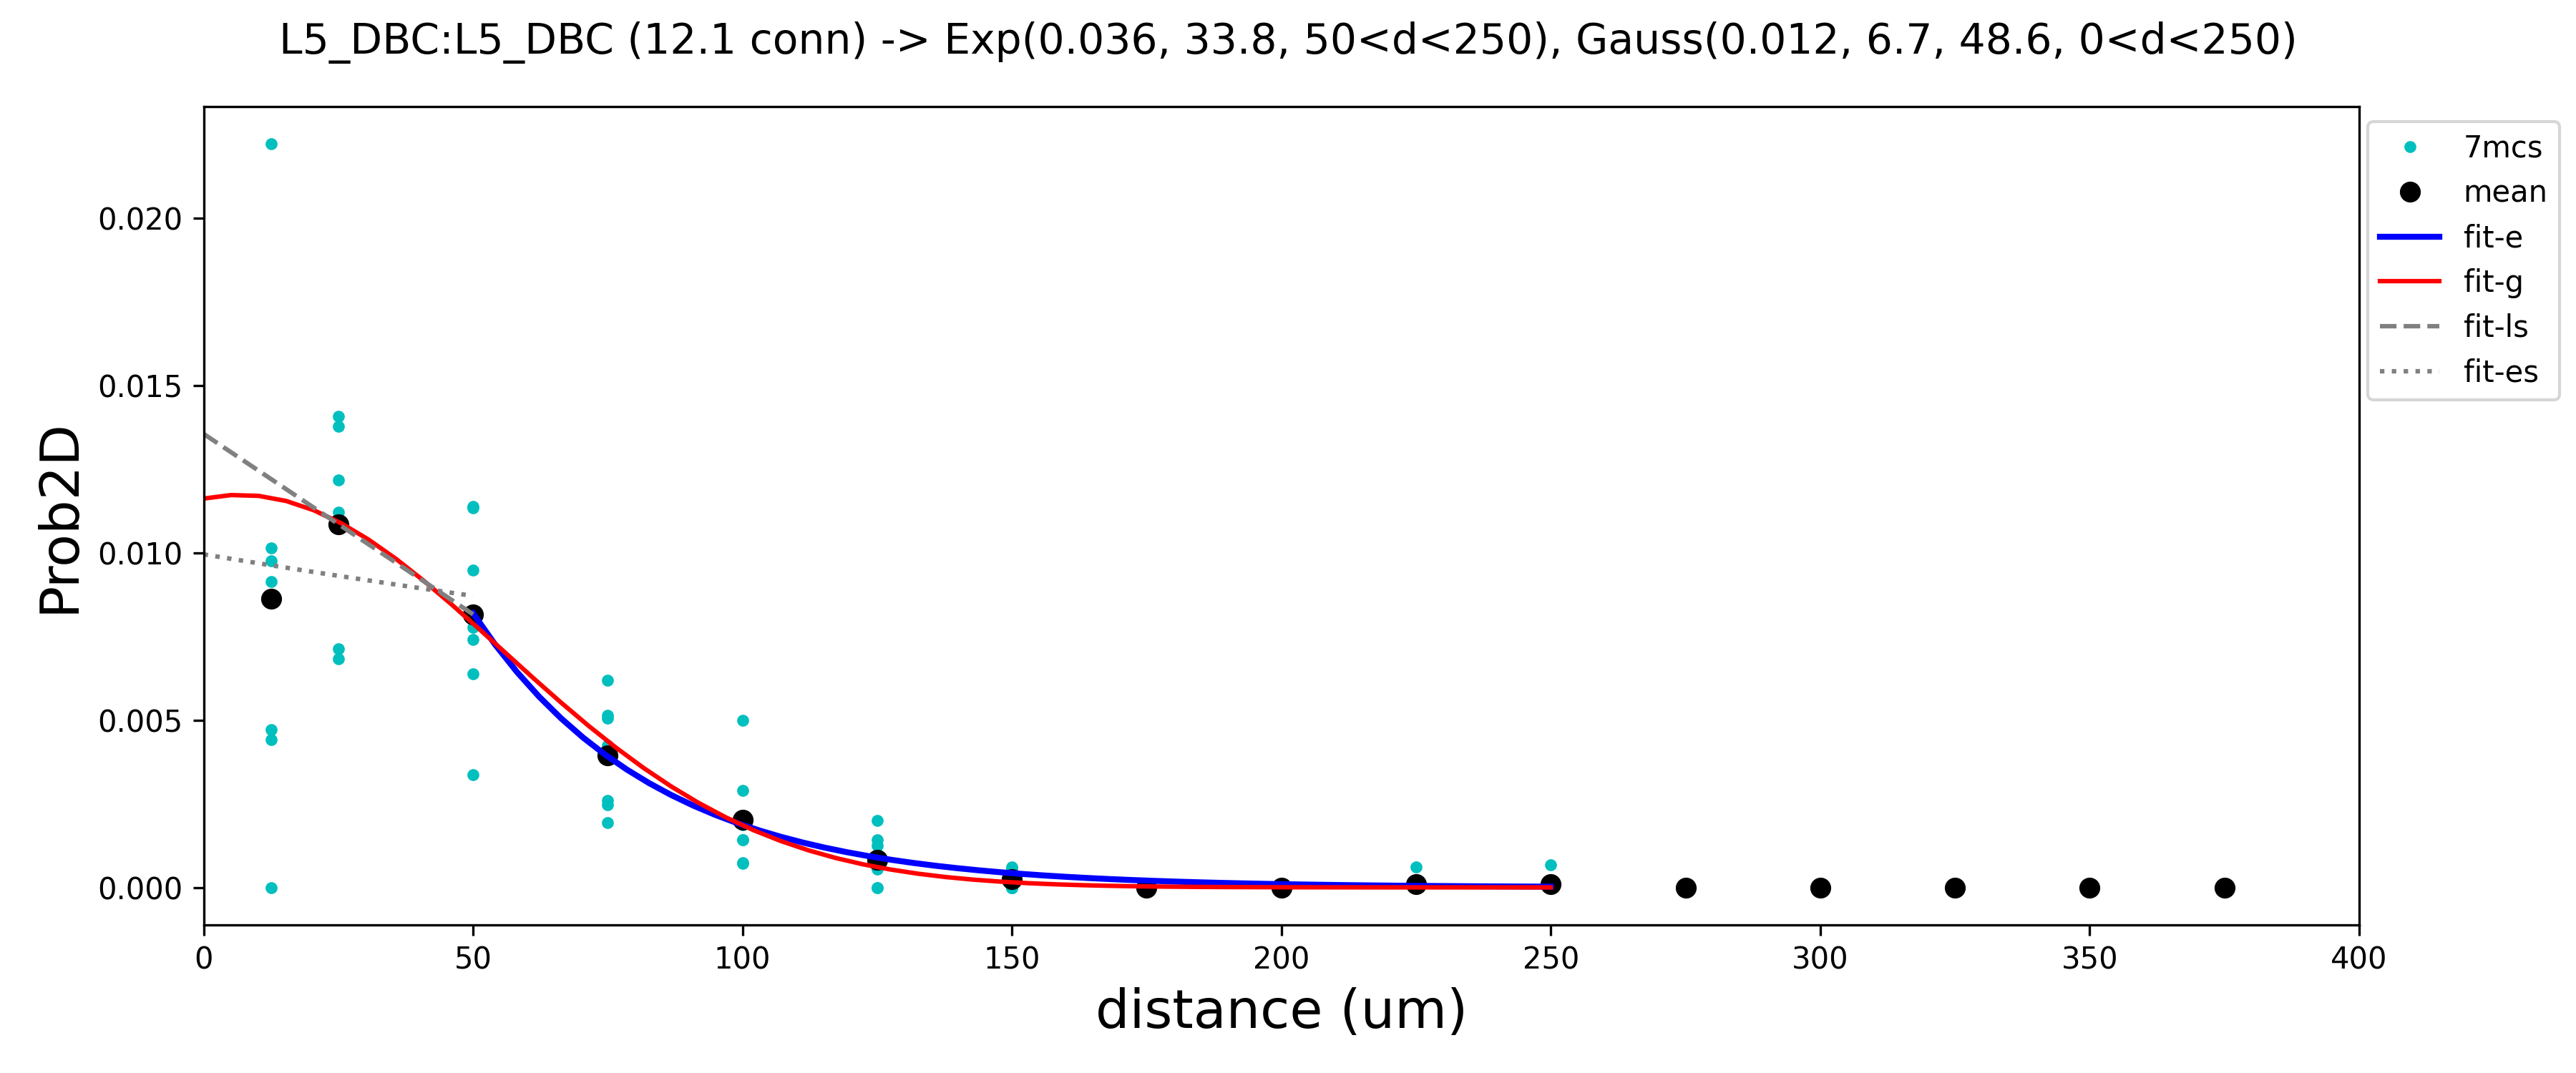 L5_DBC:L5_DBC (12.1 conn) -> Exp(0.036, 33.8, 50<d<250), Gauss(0.012, 6.7, 48.6, 0<d<250)
7mcs
mean
fit-e
fit-g
fit-ls
fit-es
Prob2D
0.020
0.015
0.010
0.005
0.000
0 50 100 150 200 250 300 350 400
distance (um)